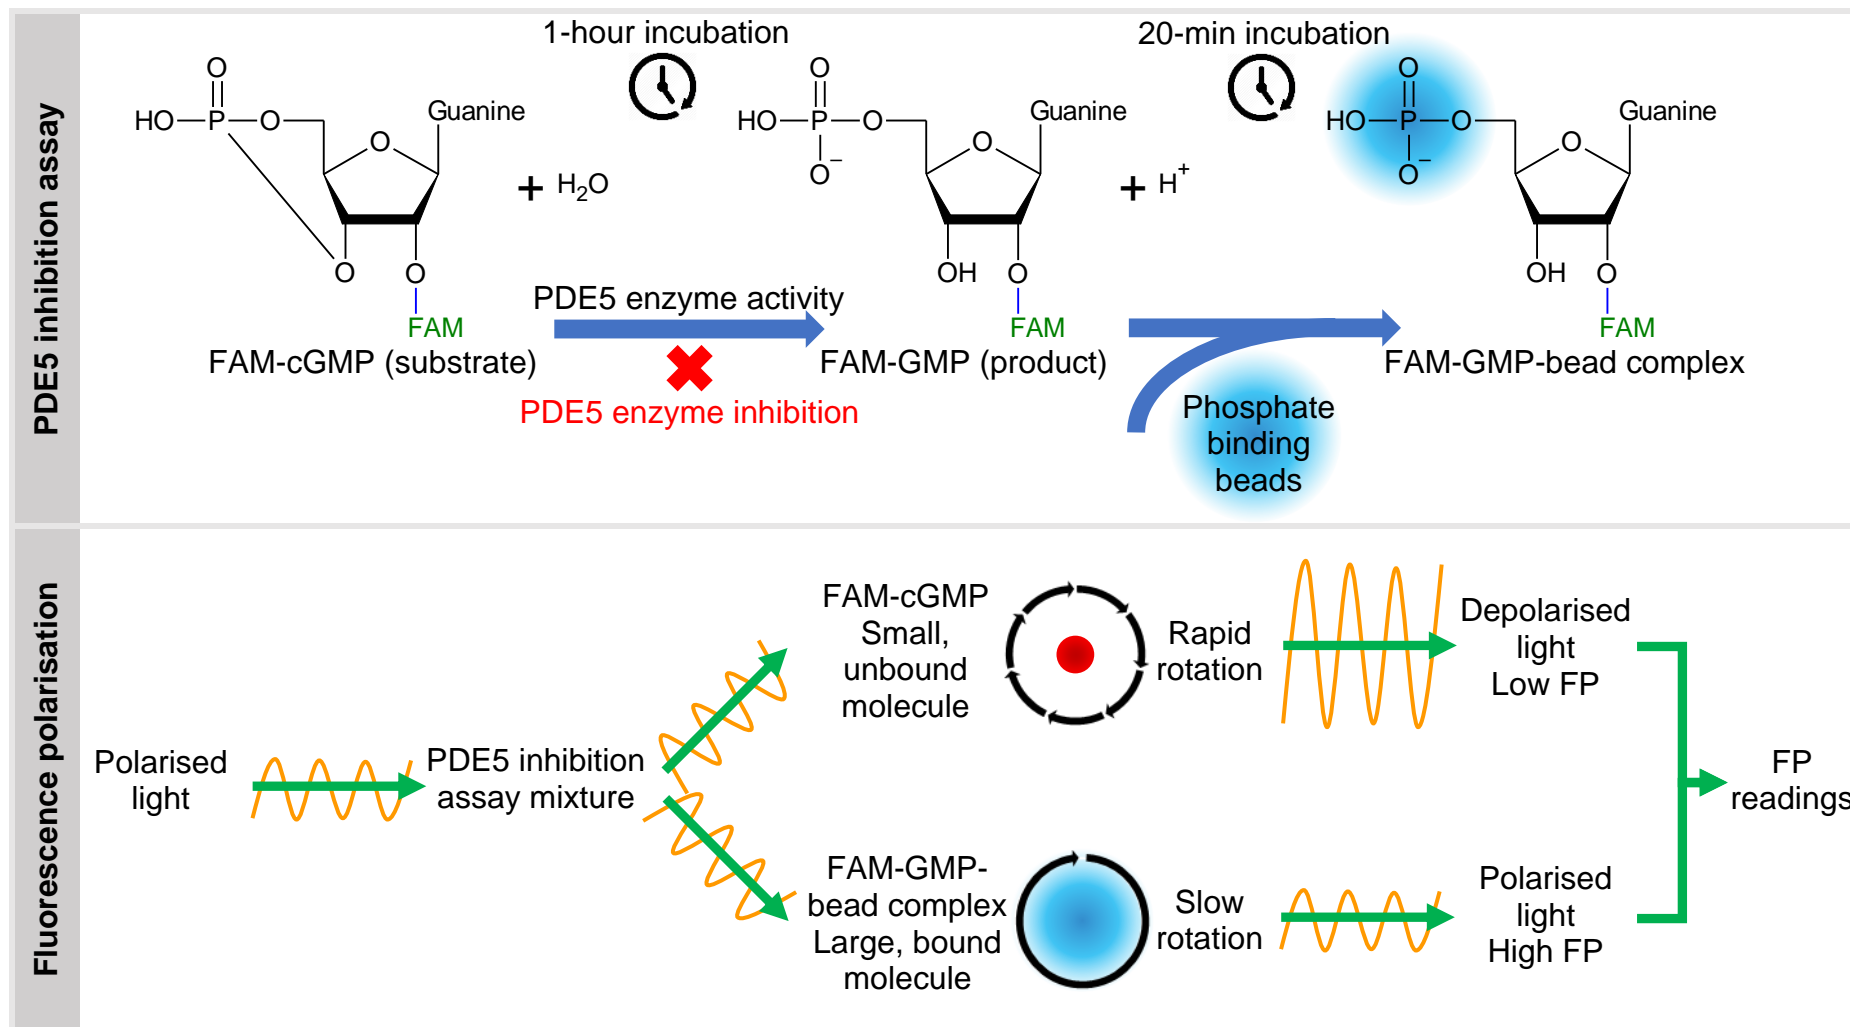 PDE5 inhibition assay
1-hour incubation
20-min incubation
O
HO
P
O
O
Guanine
O
O
FAM
+ H2O
O
HO
P
O
O
Guanine
O−
OH
O
FAM
+ H+
O
HO
P
O
O
Guanine
O−
OH
O
FAM
PDE5 enzyme activity
FAM-cGMP (substrate)
FAM-GMP (product)
FAM-GMP-bead complex
PDE5 enzyme inhibition
Phosphate
binding
beads
Fluorescence polarisation
Polarised
light
PDE5 inhibition
assay mixture
FAM-cGMP
Small,
unbound
molecule
Rapid
rotation
Depolarised
light
Low FP
FAM-GMP-
bead complex
Large, bound
molecule
Slow
rotation
Polarised
light
High FP
FP
readings